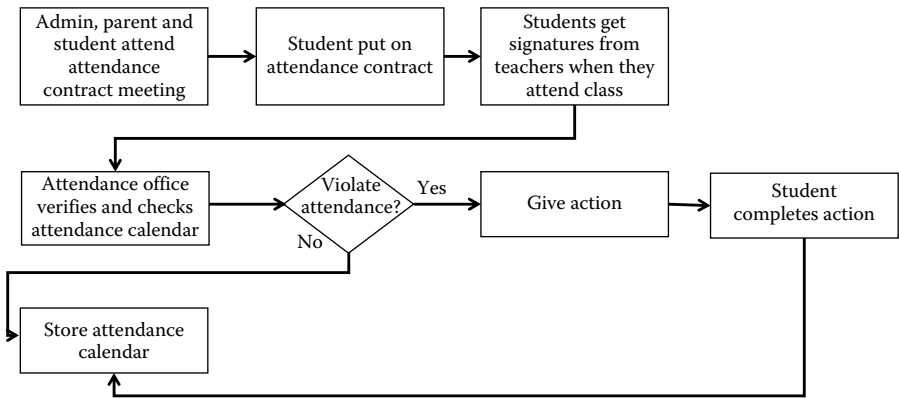 Admin, parent and
student attend
attendance
contract meeting
Student put on
attendance contract
Students get
signatures from
teachers when they
attend class
Attendance office
verifies and checks
attendance calendar
Violate
attendance?
Yes
No
Give action
Student
completes action
Store attendance
calendar